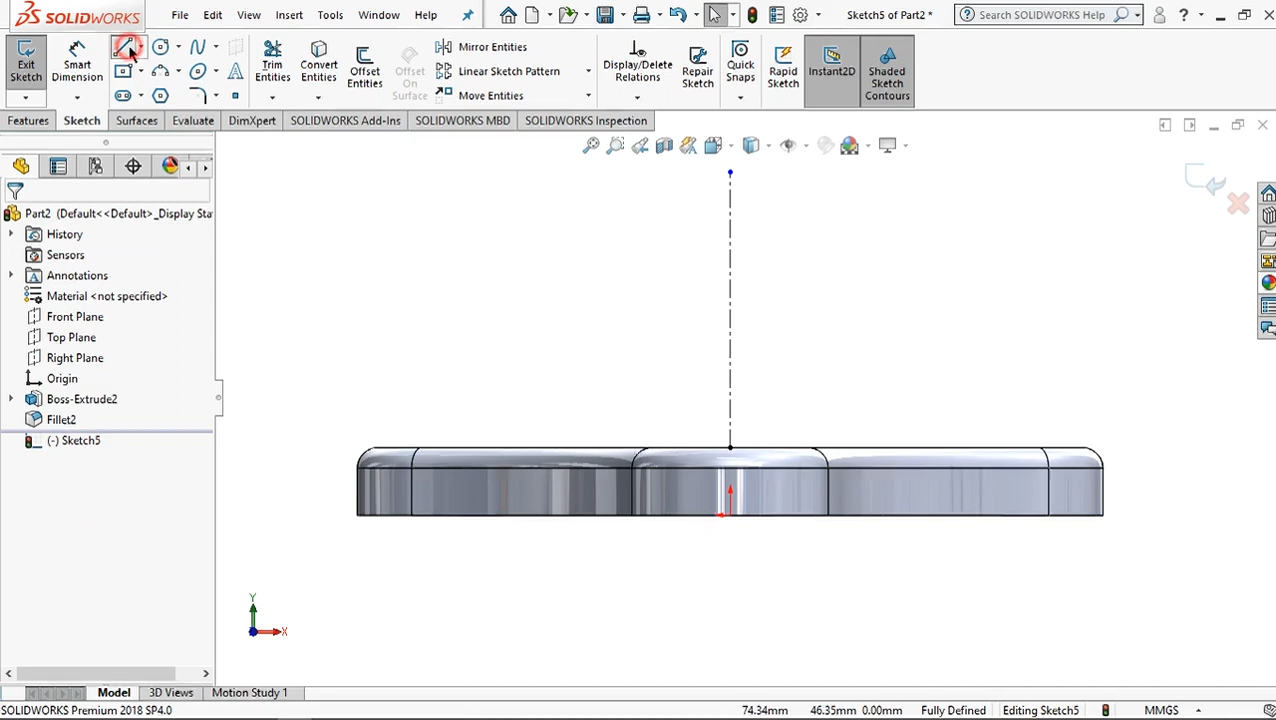 SOLIDWORKS File Edit View Insert Tools Window Help Sketch5 of Part2 * Search SOLIDWORKS Help ?
Exit Sketch
Smart Dimension
Trim Entities
Convert Entities
Offset Entities
Offset On Surface
Mirror Entities
Linear Sketch Pattern
Move Entities
Display/Delete Relations
Repair Sketch
Quick Snaps
Rapid Sketch
Instant2D
Shaded Sketch Contours
Features Sketch Surfaces Evaluate DimXpert SOLIDWORKS Add-Ins SOLIDWORKS MBD SOLIDWORKS Inspection
Part2 (Default<<Default>_Display Sta
History
Sensors
Annotations
Material <not specified>
Front Plane
Top Plane
Right Plane
Origin
Boss-Extrude2
Fillet2
(-) Sketch5
Y
X
Model 3D Views Motion Study 1
SOLIDWORKS Premium 2018 SP4.0 74.34mm 46.35mm 0.00mm Fully Defined Editing Sketch5 MMGS